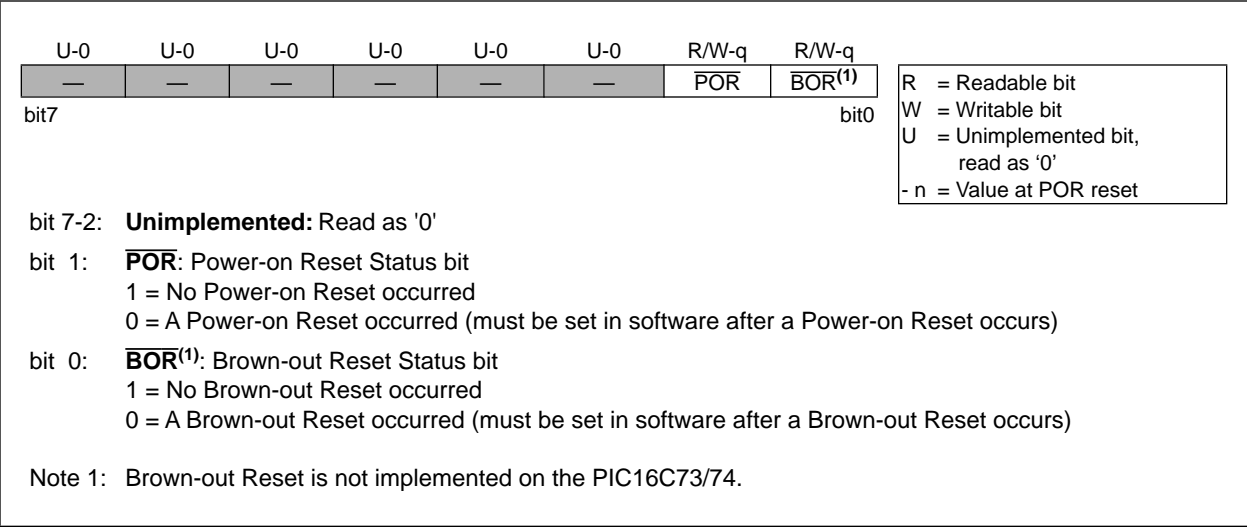 U-0 U-0 U-0 U-0 U-0 U-0 R/W-q R/W-q
— — — — — — P̅O̅R̅ B̅O̅R̅(1)
bit7 bit0
R = Readable bit
W = Writable bit
U = Unimplemented bit,
read as ‘0’
- n = Value at POR reset
bit 7-2: Unimplemented: Read as '0'
bit 1: P̅O̅R̅: Power-on Reset Status bit
1 = No Power-on Reset occurred
0 = A Power-on Reset occurred (must be set in software after a Power-on Reset occurs)
bit 0: B̅O̅R̅(1): Brown-out Reset Status bit
1 = No Brown-out Reset occurred
0 = A Brown-out Reset occurred (must be set in software after a Brown-out Reset occurs)
Note 1: Brown-out Reset is not implemented on the PIC16C73/74.